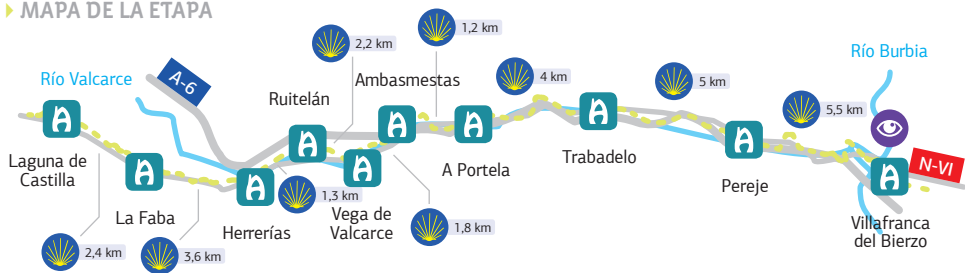 MAPA DE LA ETAPA
Río Valcarce
A-6
Ruitelán
2,2 km
Ambasmestas
1,2 km
4 km
5 km
5,5 km
Río Burbia
N-VI
Laguna de
Castilla
La Faba
Herrerías
1,3 km
Vega de
Valcarce
1,8 km
A Portela
Trabadelo
Pereje
Villafranca
del Bierzo
2,4 km
3,6 km